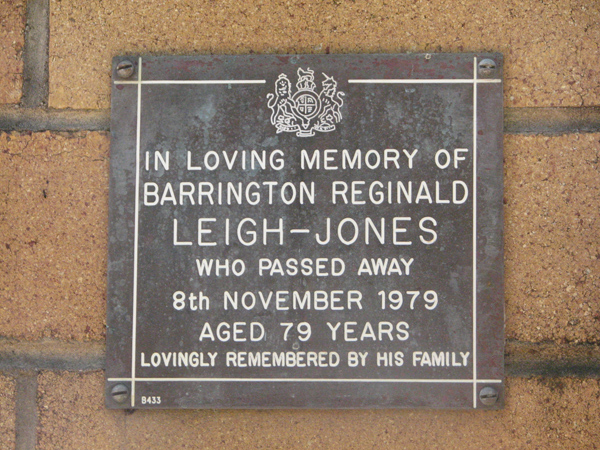 IN LOVING MEMORY OF
BARRINGTON REGINALD
LEIGH-JONES
WHO PASSED AWAY
8th NOVEMBER 1979
AGED 79 YEARS
LOVINGLY REMEMBERED BY HIS FAMILY
B433